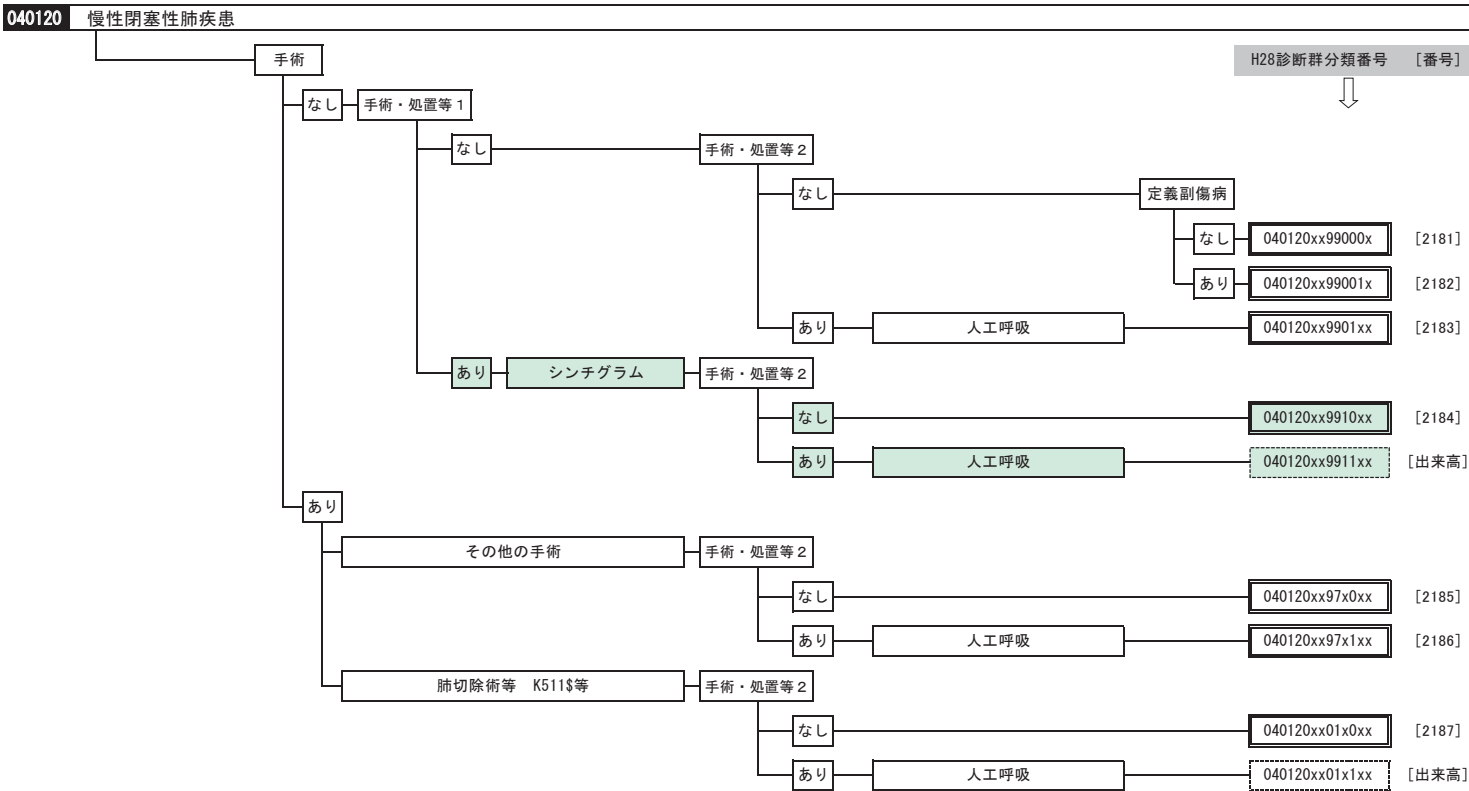 040120 慢性閉塞性肺疾患
手術 H28診断群分類番号 [番号]
なし 手術・処置等1
なし 手術・処置等2
なし 定義副傷病
なし 040120xx99000x [2181]
あり 040120xx99001x [2182]
あり 人工呼吸 040120xx9901xx [2183]
あり シンチグラム 手術・処置等2
なし 040120xx9910xx [2184]
あり 人工呼吸 040120xx9911xx [出来高]
あり
その他の手術 手術・処置等2
なし 040120xx97x0xx [2185]
あり 人工呼吸 040120xx97x1xx [2186]
肺切除術等 K511$等 手術・処置等2
なし 040120xx01x0xx [2187]
あり 人工呼吸 040120xx01x1xx [出来高]